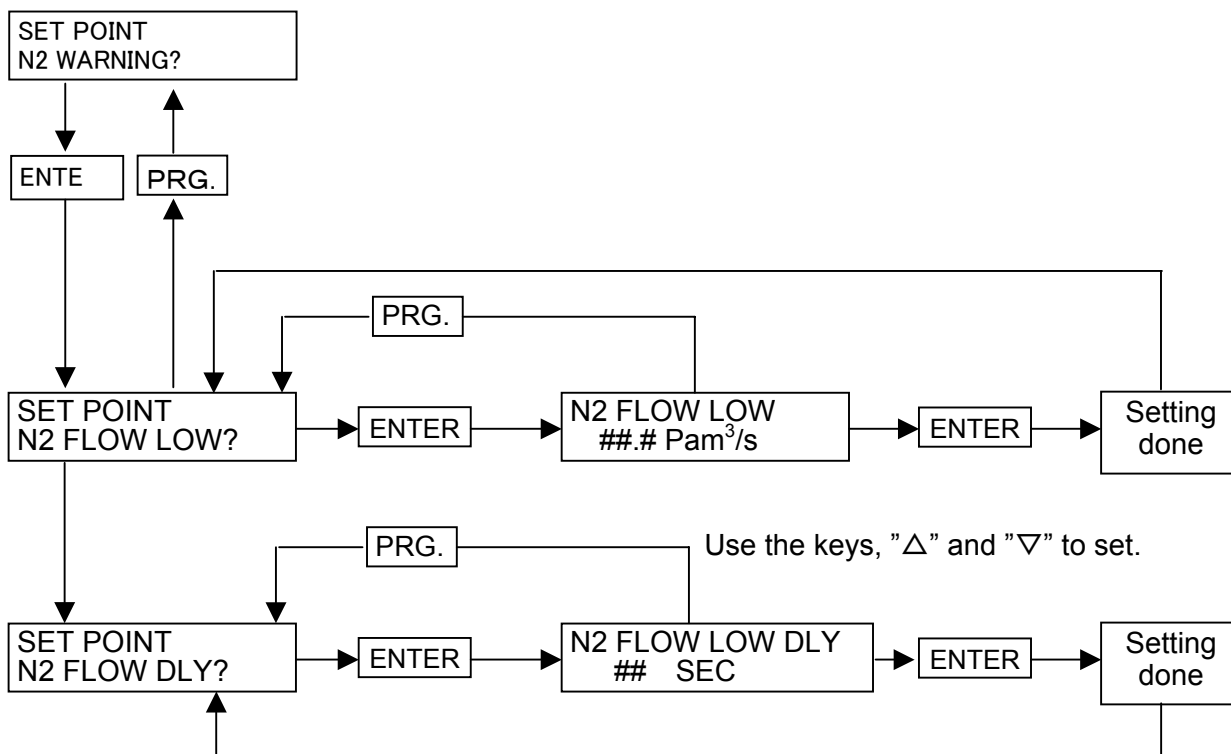 SET POINT
N2 WARNING?
ENTE
PRG.
PRG.
SET POINT
N2 FLOW LOW?
ENTER
N2 FLOW LOW
##.# Pam³/s
ENTER
Setting
done
PRG.
Use the keys, ”△” and ”▽” to set.
SET POINT
N2 FLOW DLY?
ENTER
N2 FLOW LOW DLY
## SEC
ENTER
Setting
done